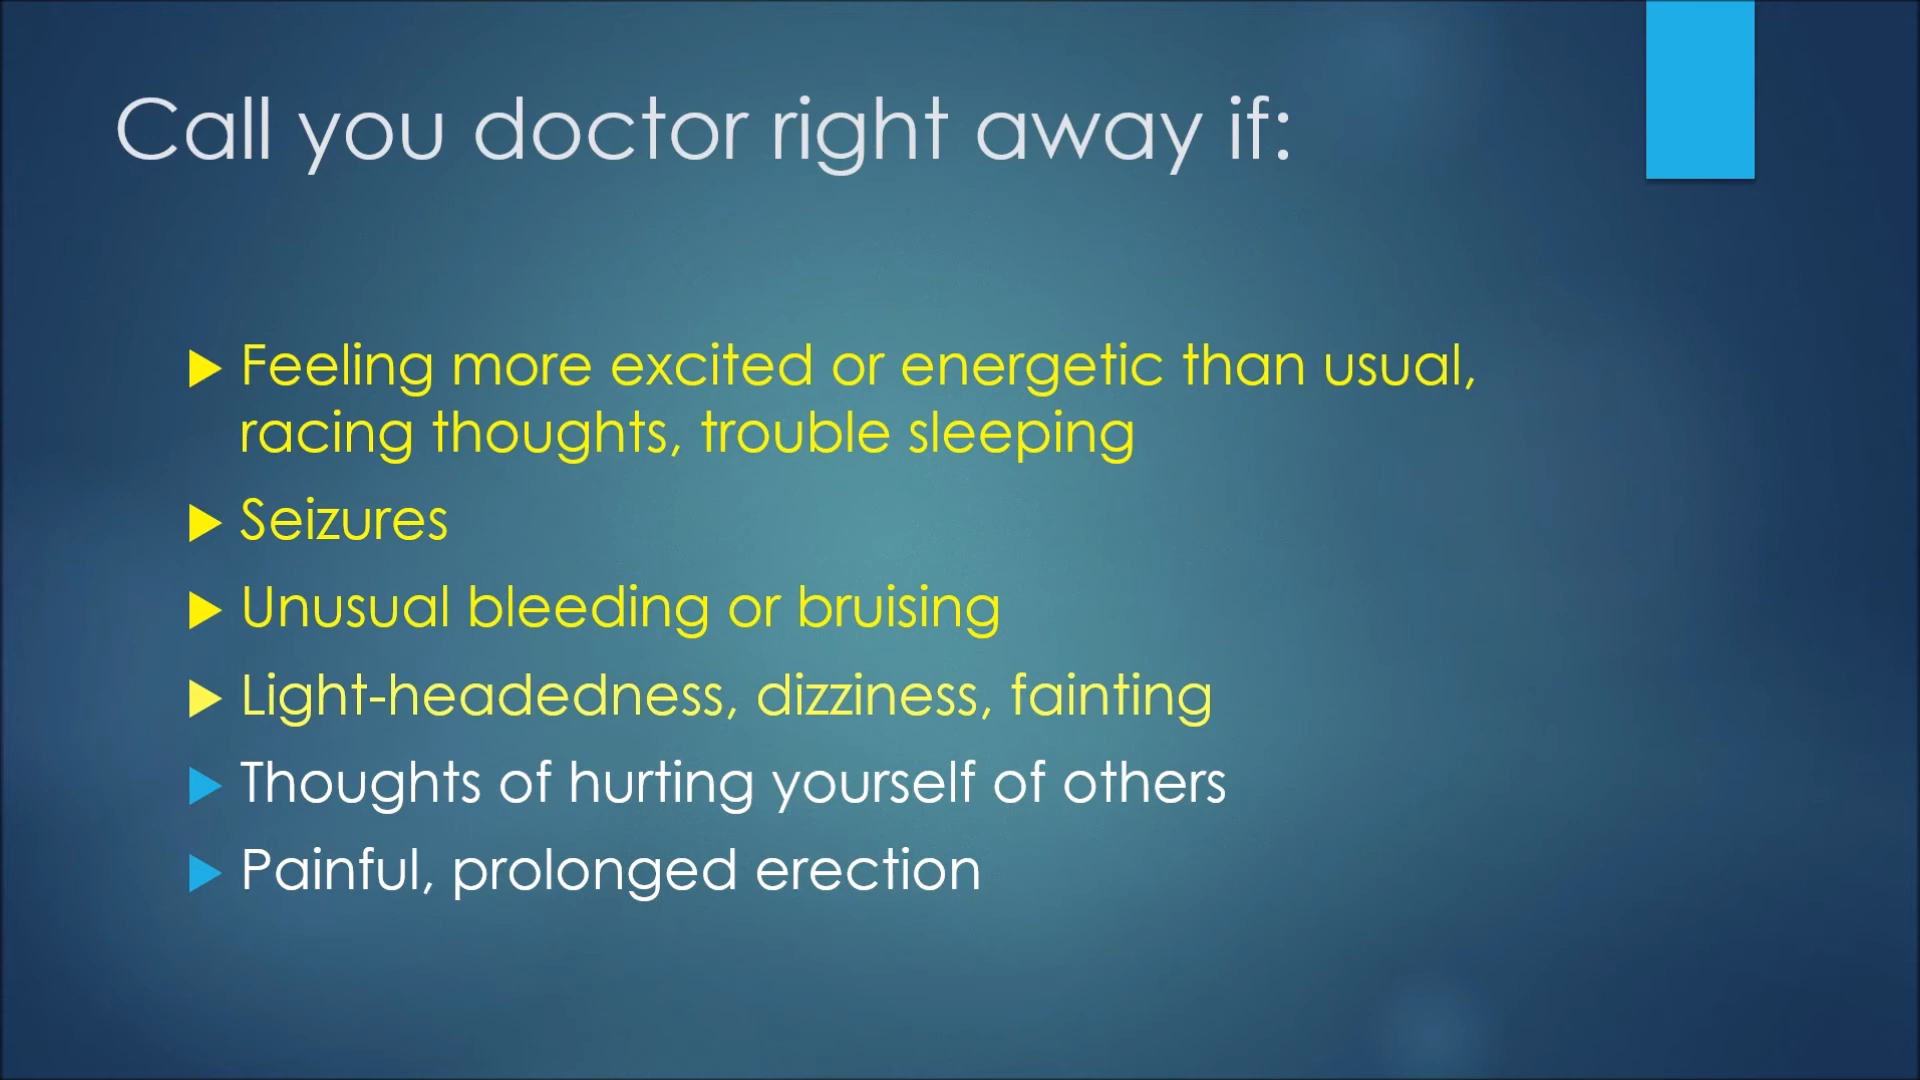 Call you doctor right away if:
Feeling more excited or energetic than usual,
racing thoughts, trouble sleeping
Seizures
Unusual bleeding or bruising
Light-headedness, dizziness, fainting
Thoughts of hurting yourself of others
Painful, prolonged erection